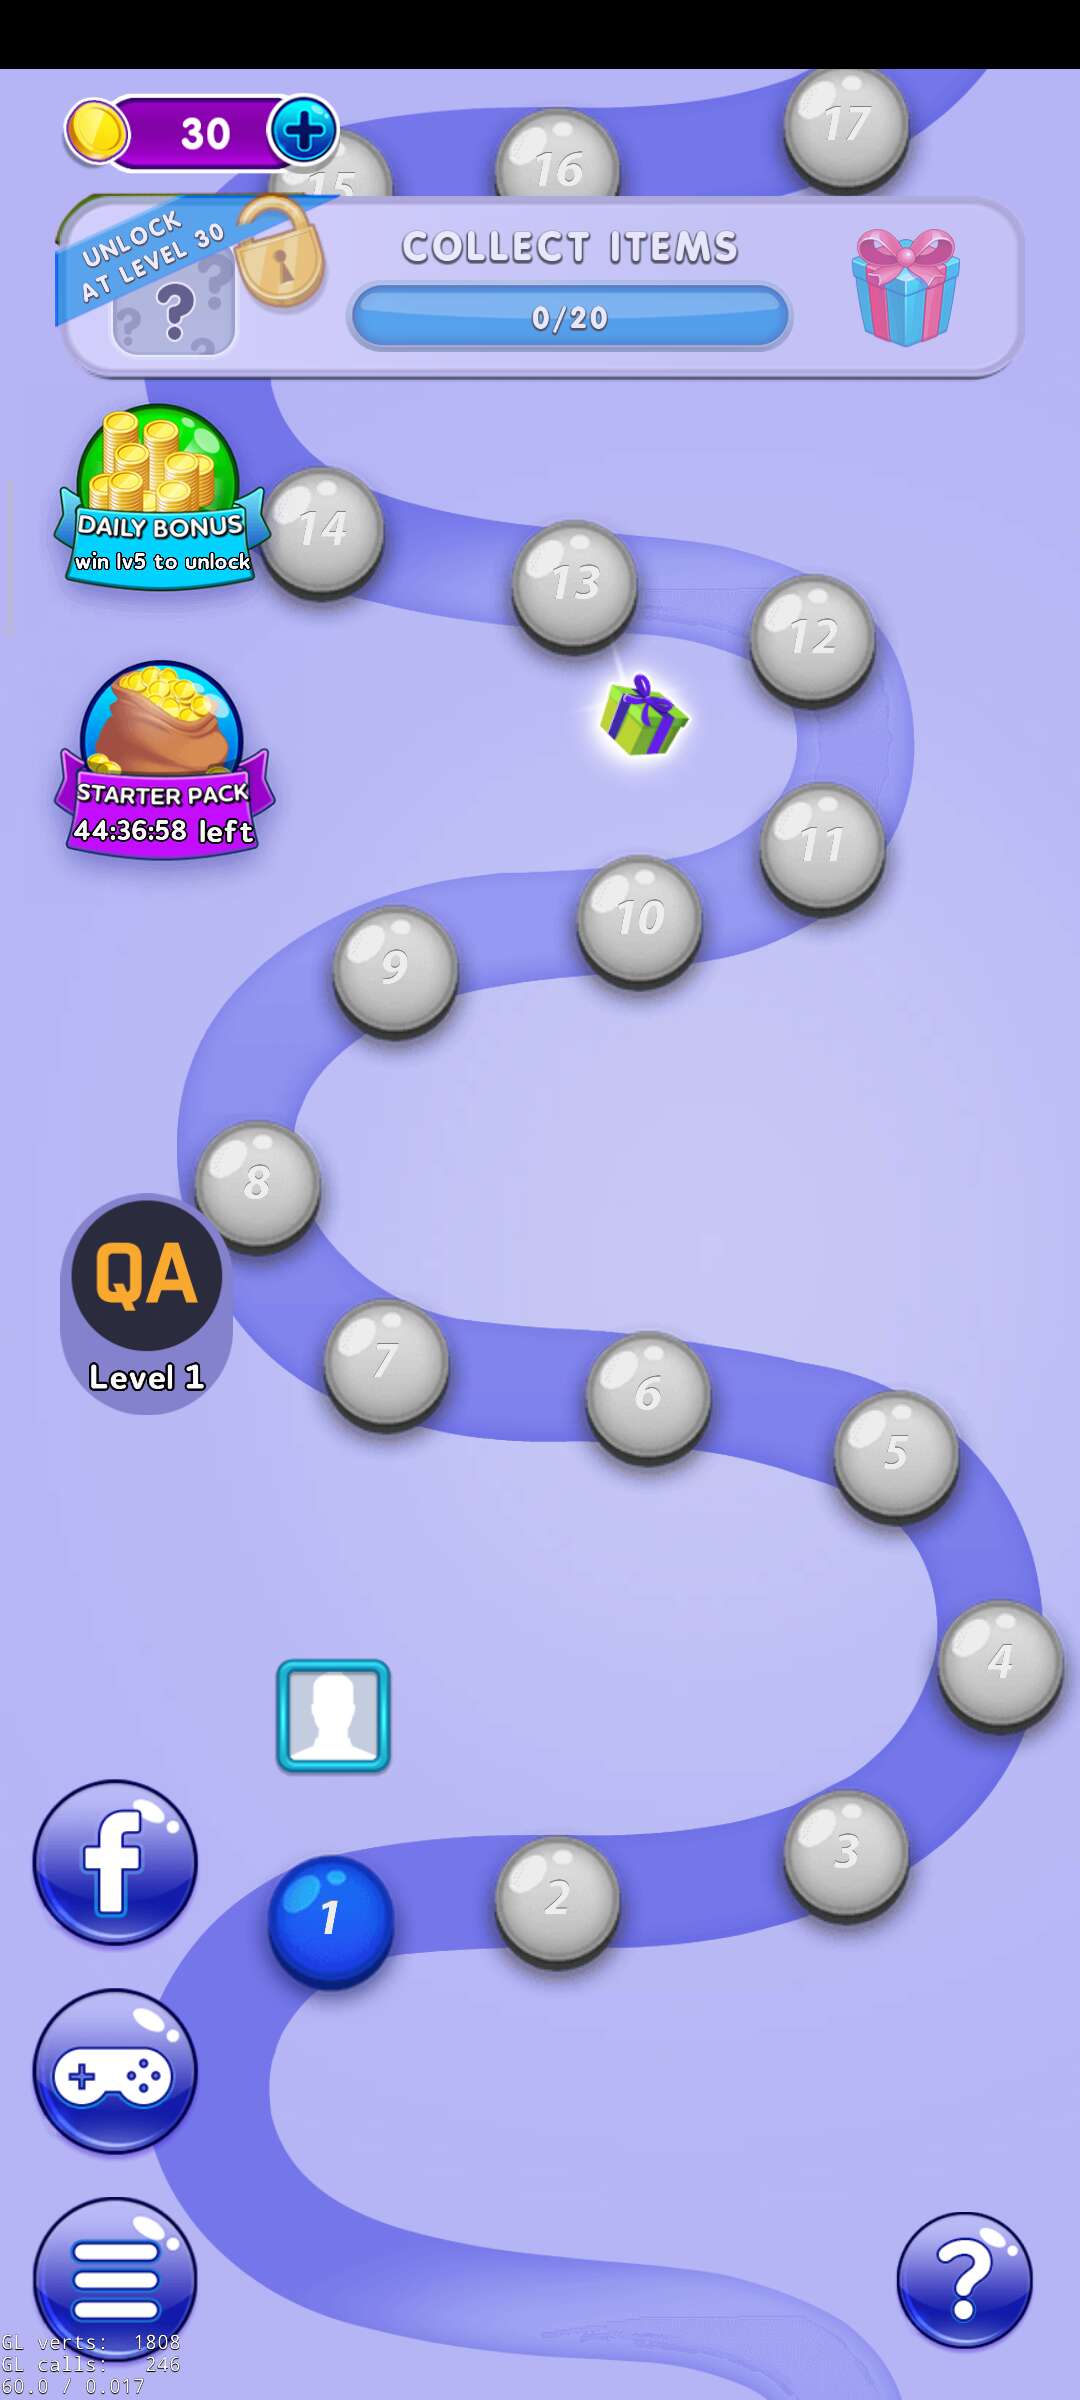 30
15
16
17
UNLOCK
AT LEVEL 30
COLLECT ITEMS
0/20
?
DAILY BONUS
win lv5 to unlock
14
13
12
STARTER PACK
44:36:58 left
11
10
9
8
QA
Level 1
7
6
5
4
3
2
1
f
?
GL verts: 1808
GL calls: 246
60.0 / 0.017